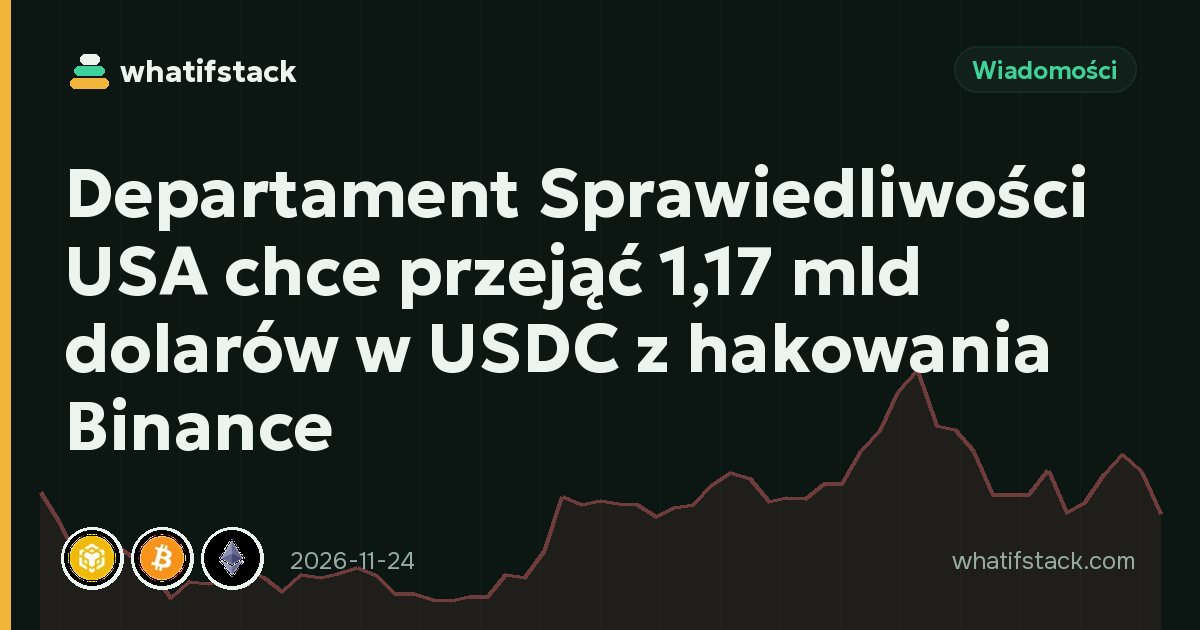 whatifstack
Wiadomości
Departament Sprawiedliwości
USA chce przejąć 1,17 mld
dolarów w USDC z hakowania
Binance
2026-11-24
whatifstack.com